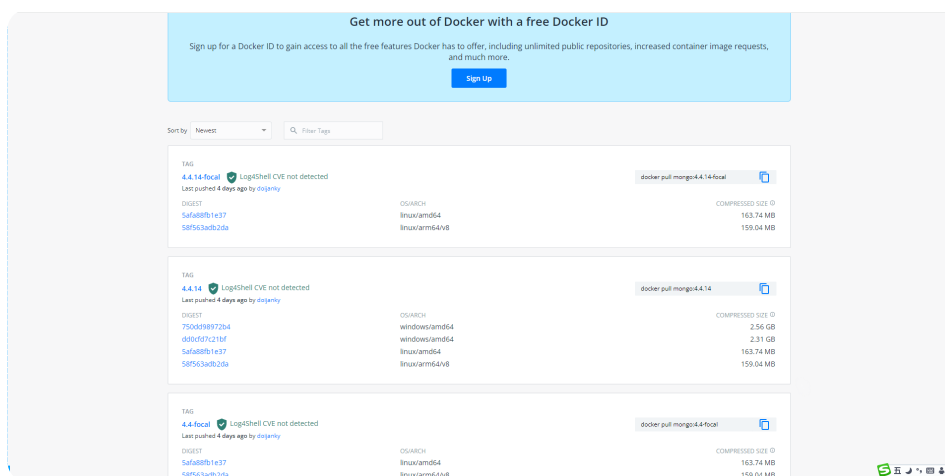 Get more out of Docker with a free Docker ID
Sign up for a Docker ID to gain access to all the free features Docker has to offer, including unlimited public repositories, increased container image requests,
and much more.
Sign Up
Sort by Newest Filter Tags
TAG
4.4.14-focal Log4Shell CVE not detected docker pull mongo:4.4.14-focal
Last pushed 4 days ago by doijanky
DIGEST OS/ARCH COMPRESSED SIZE
5afa88fb1e37 linux/amd64 163.74 MB
58f563adb2da linux/arm64/v8 159.04 MB
TAG
4.4.14 Log4Shell CVE not detected docker pull mongo:4.4.14
Last pushed 4 days ago by doijanky
DIGEST OS/ARCH COMPRESSED SIZE
750dd98972b4 windows/amd64 2.56 GB
dd0cfd7c21bf windows/amd64 2.31 GB
5afa88fb1e37 linux/amd64 163.74 MB
58f563adb2da linux/arm64/v8 159.04 MB
TAG
4.4-focal Log4Shell CVE not detected docker pull mongo:4.4-focal
Last pushed 4 days ago by doijanky
DIGEST OS/ARCH COMPRESSED SIZE
5afa88fb1e37 linux/amd64 163.74 MB
58f563adb2da linux/arm64/v8 159.04 MB
五